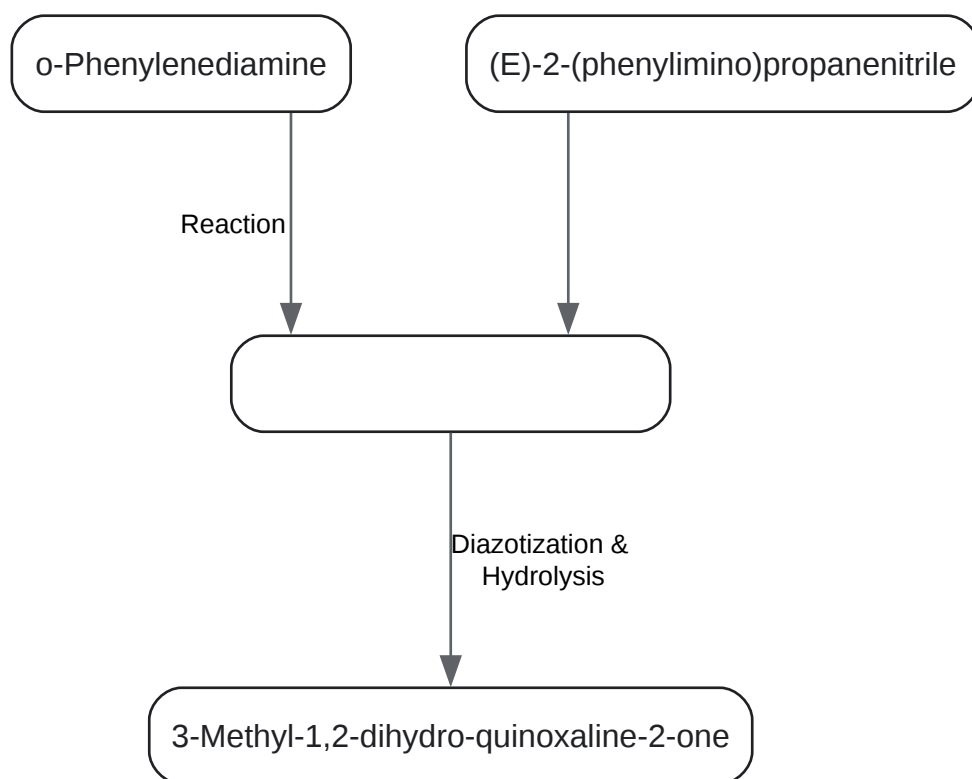 o-Phenylenediamine
(E)-2-(phenylimino)propanenitrile
Reaction
Diazotization &
Hydrolysis
3-Methyl-1,2-dihydro-quinoxaline-2-one